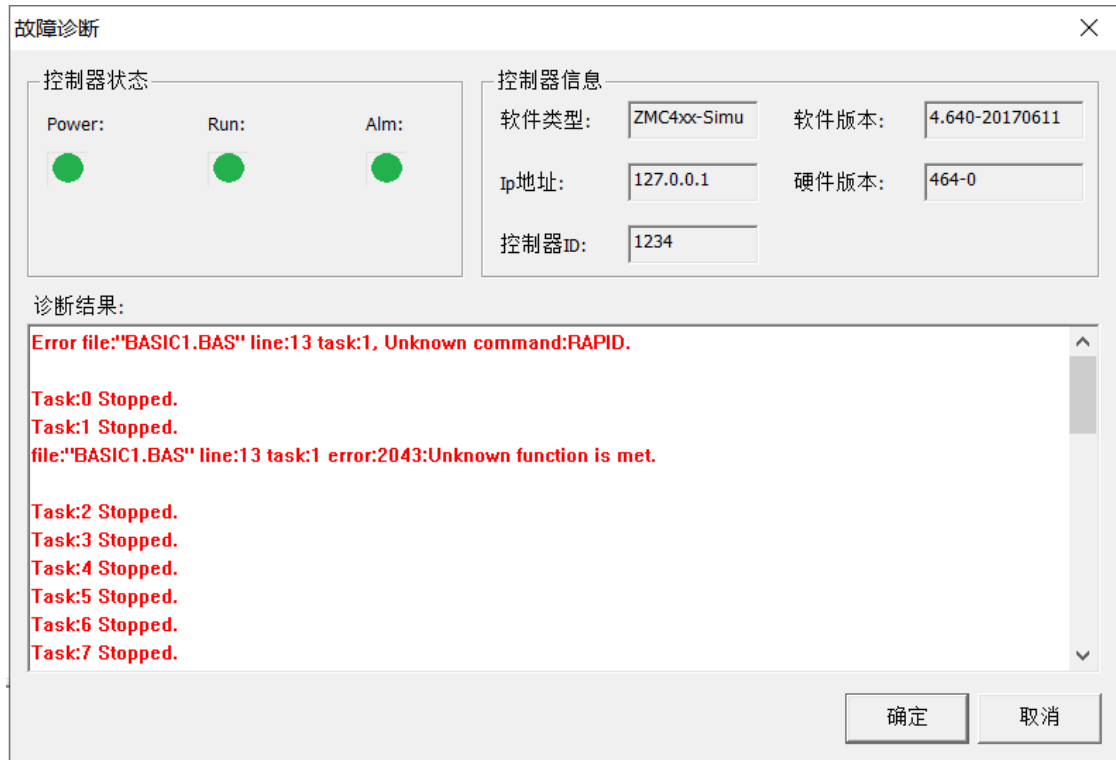 故障诊断
控制器状态
Power: Run: Alm:
控制器信息
软件类型: ZMC4xx-Simu 软件版本: 4.640-20170611
Ip地址: 127.0.0.1 硬件版本: 464-0
控制器ID: 1234
诊断结果:
Error file:"BASIC1.BAS" line:13 task:1, Unknown command:RAPID.
Task:0 Stopped.
Task:1 Stopped.
file:"BASIC1.BAS" line:13 task:1 error:2043:Unknown function is met.
Task:2 Stopped.
Task:3 Stopped.
Task:4 Stopped.
Task:5 Stopped.
Task:6 Stopped.
Task:7 Stopped.
确定 取消